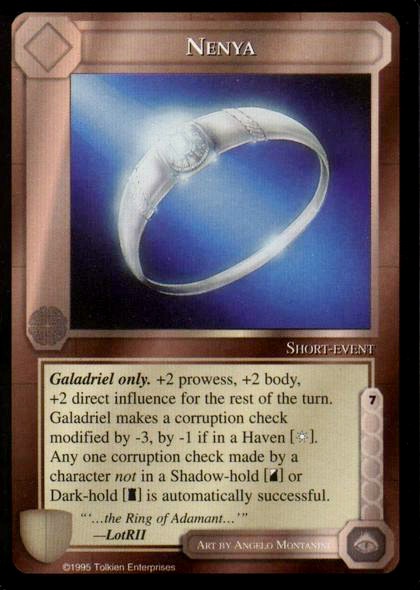 NENYA
SHORT-EVENT
Galadriel only. +2 prowess, +2 body,
+2 direct influence for the rest of the turn.
Galadriel makes a corruption check
modified by -3, by -1 if in a Haven [☼].
Any one corruption check made by a
character not in a Shadow-hold [◪] or
Dark-hold [♜] is automatically successful.
7
“‘…the Ring of Adamant…’”
—LotRII
ART BY ANGELO MONTANINI
©1995 Tolkien Enterprises